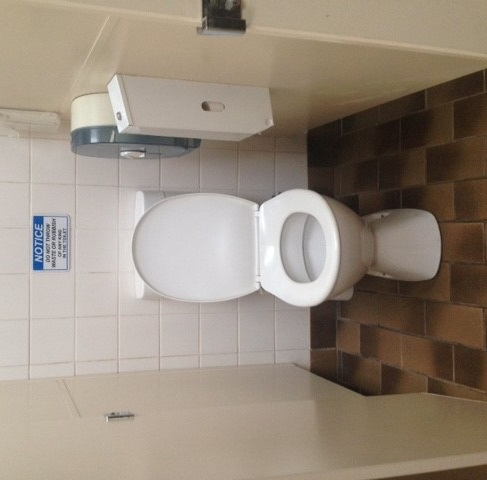 NOTICE
DO NOT THROW
WASTE OR RUBBISH
OF ANY KIND
IN THE TOILET